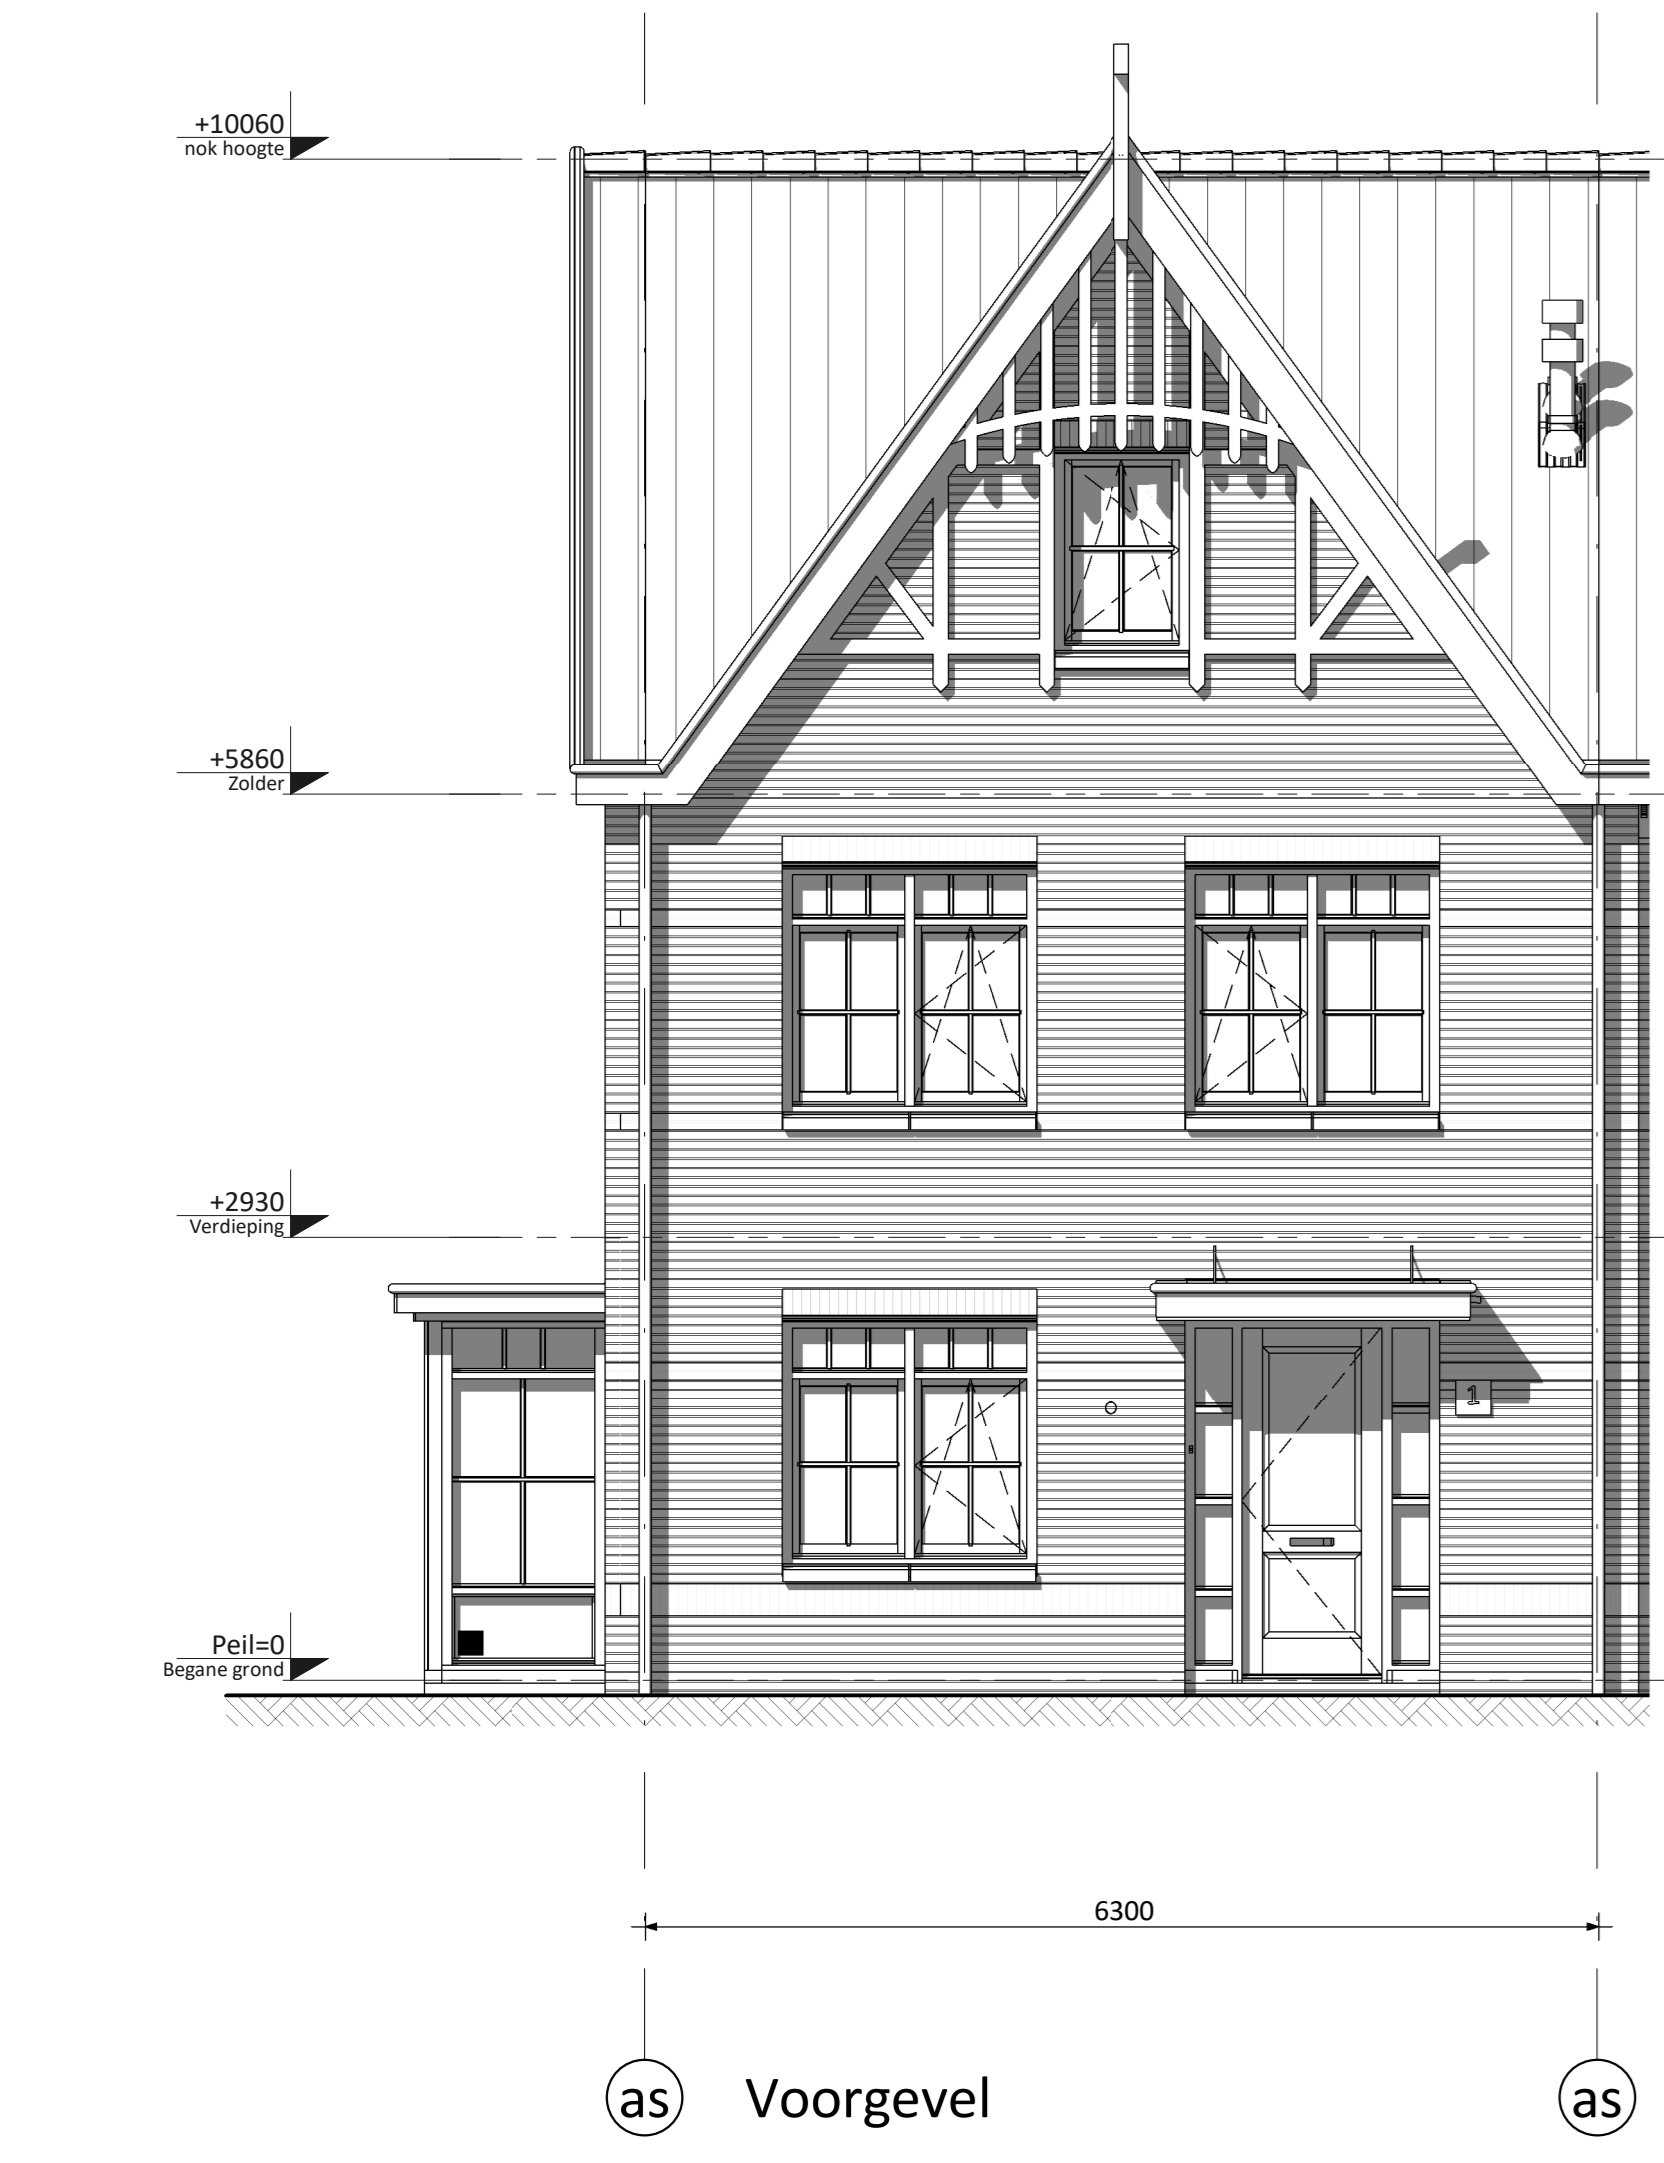 +10060
nok hoogte
+5860
Zolder
+2930
Verdieping
1
Peil=0
Begane grond
6300
as Voorgevel as